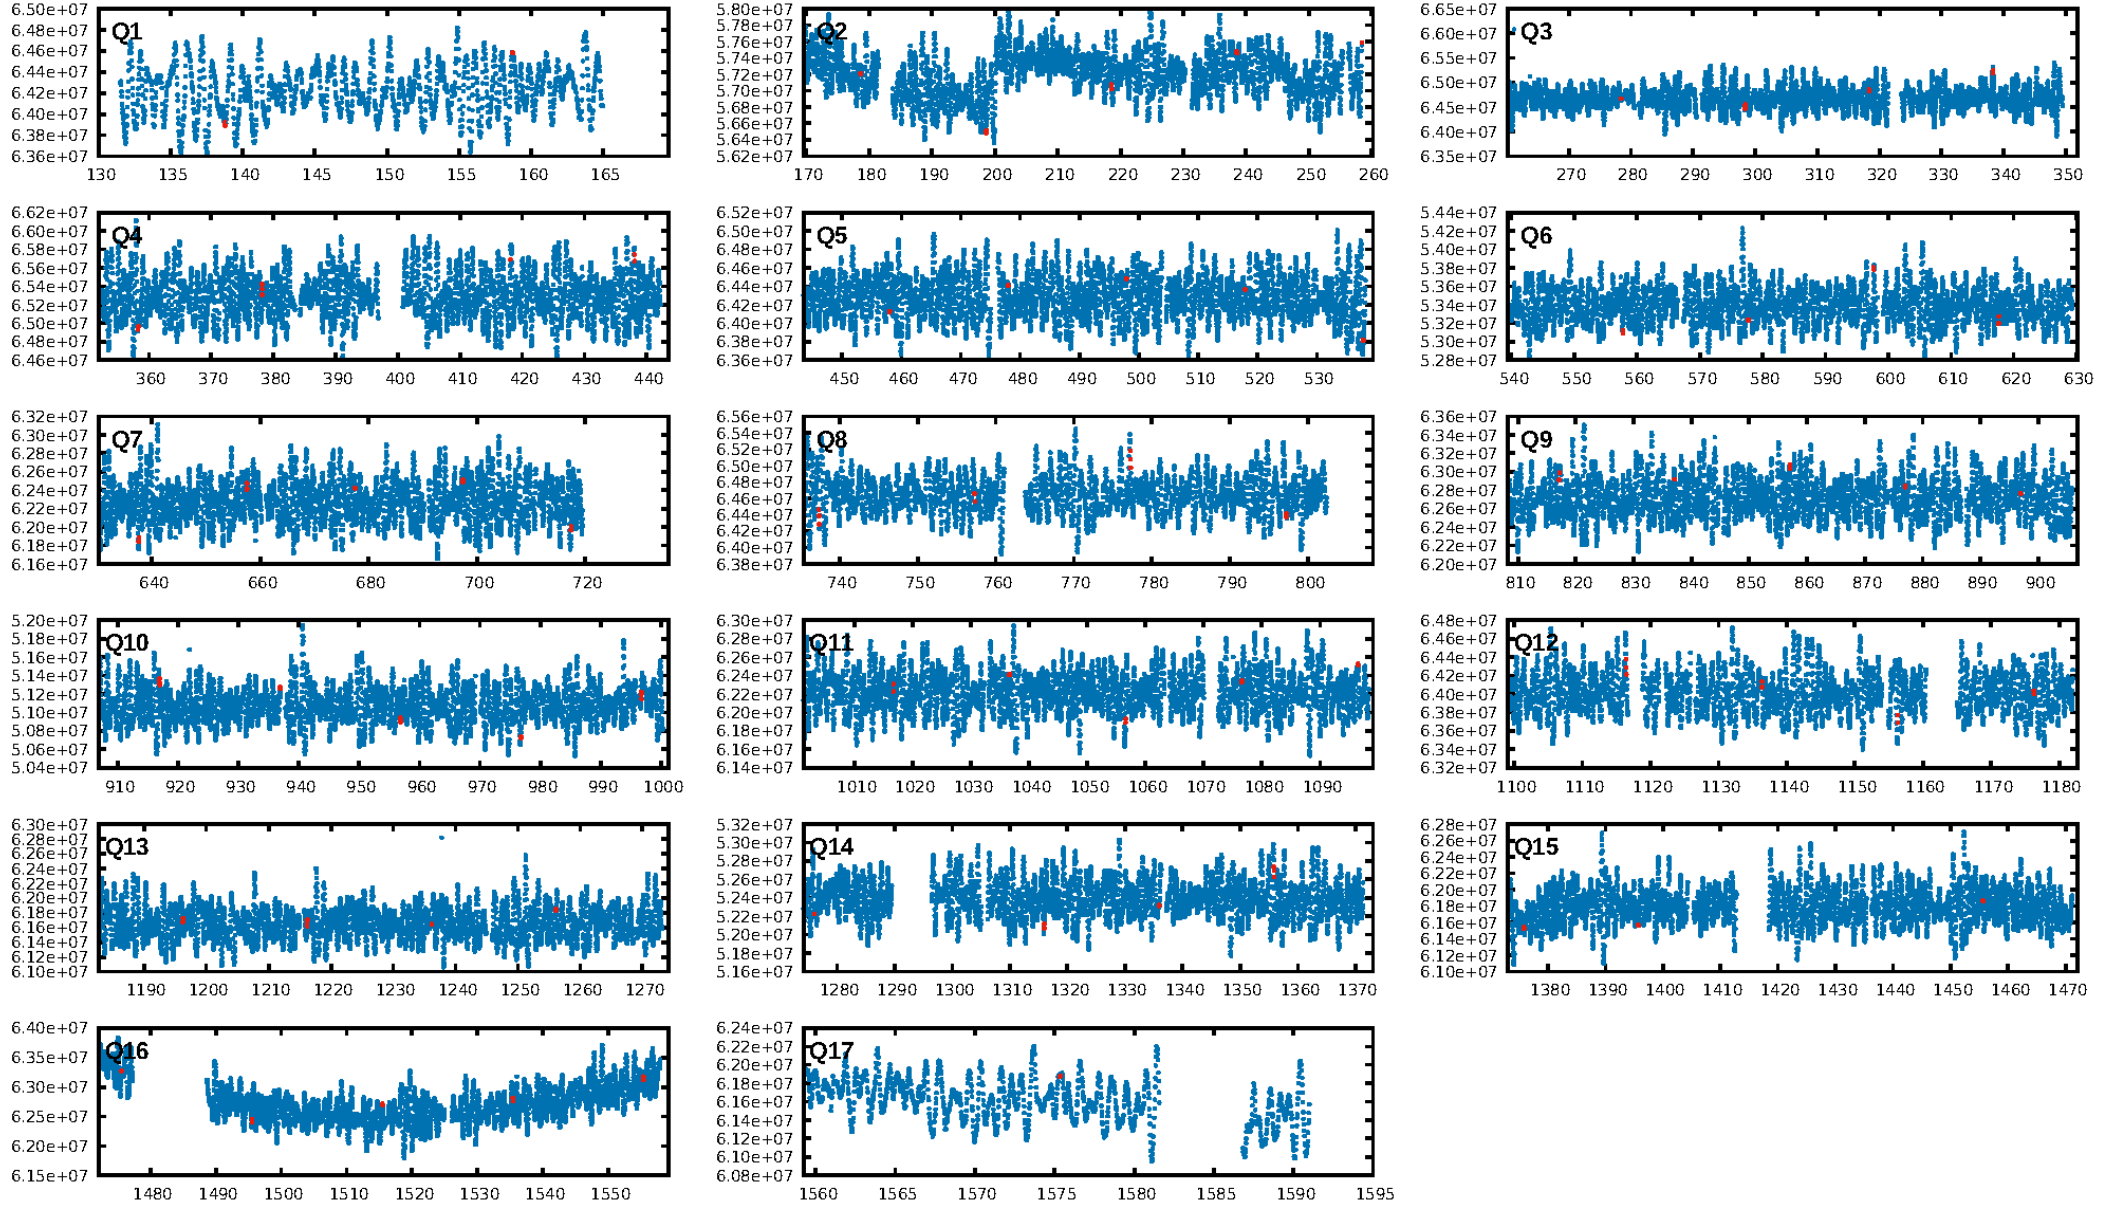 6.50e+07
6.48e+07
6.46e+07
6.44e+07
6.42e+07
6.40e+07
6.38e+07
6.36e+07
Q1
130 135 140 145 150 155 160 165
5.80e+07
5.78e+07
5.76e+07
5.74e+07
5.72e+07
5.70e+07
5.68e+07
5.66e+07
5.64e+07
5.62e+07
Q2
170 180 190 200 210 220 230 240 250 260
6.65e+07
6.60e+07
6.55e+07
6.50e+07
6.45e+07
6.40e+07
6.35e+07
Q3
270 280 290 300 310 320 330 340 350
6.62e+07
6.60e+07
6.58e+07
6.56e+07
6.54e+07
6.52e+07
6.50e+07
6.48e+07
6.46e+07
Q4
360 370 380 390 400 410 420 430 440
6.52e+07
6.50e+07
6.48e+07
6.46e+07
6.44e+07
6.42e+07
6.40e+07
6.38e+07
6.36e+07
Q5
450 460 470 480 490 500 510 520 530
5.44e+07
5.42e+07
5.40e+07
5.38e+07
5.36e+07
5.34e+07
5.32e+07
5.30e+07
5.28e+07
Q6
540 550 560 570 580 590 600 610 620 630
6.32e+07
6.30e+07
6.28e+07
6.26e+07
6.24e+07
6.22e+07
6.20e+07
6.18e+07
6.16e+07
Q7
640 660 680 700 720
6.56e+07
6.54e+07
6.52e+07
6.50e+07
6.48e+07
6.46e+07
6.44e+07
6.42e+07
6.40e+07
6.38e+07
Q8
740 750 760 770 780 790 800
6.36e+07
6.34e+07
6.32e+07
6.30e+07
6.28e+07
6.26e+07
6.24e+07
6.22e+07
6.20e+07
Q9
810 820 830 840 850 860 870 880 890 900
5.20e+07
5.18e+07
5.16e+07
5.14e+07
5.12e+07
5.10e+07
5.08e+07
5.06e+07
5.04e+07
Q10
910 920 930 940 950 960 970 980 990 1000
6.30e+07
6.28e+07
6.26e+07
6.24e+07
6.22e+07
6.20e+07
6.18e+07
6.16e+07
6.14e+07
Q11
1010 1020 1030 1040 1050 1060 1070 1080 1090
6.48e+07
6.46e+07
6.44e+07
6.42e+07
6.40e+07
6.38e+07
6.36e+07
6.34e+07
6.32e+07
Q12
1100 1110 1120 1130 1140 1150 1160 1170 1180
6.30e+07
6.28e+07
6.26e+07
6.24e+07
6.22e+07
6.20e+07
6.18e+07
6.16e+07
6.14e+07
6.12e+07
6.10e+07
Q13
1190 1200 1210 1220 1230 1240 1250 1260 1270
5.32e+07
5.30e+07
5.28e+07
5.26e+07
5.24e+07
5.22e+07
5.20e+07
5.18e+07
5.16e+07
Q14
1280 1290 1300 1310 1320 1330 1340 1350 1360 1370
6.28e+07
6.26e+07
6.24e+07
6.22e+07
6.20e+07
6.18e+07
6.16e+07
6.14e+07
6.12e+07
6.10e+07
Q15
1380 1390 1400 1410 1420 1430 1440 1450 1460 1470
6.40e+07
6.35e+07
6.30e+07
6.25e+07
6.20e+07
6.15e+07
Q16
1480 1490 1500 1510 1520 1530 1540 1550
6.24e+07
6.22e+07
6.20e+07
6.18e+07
6.16e+07
6.14e+07
6.12e+07
6.10e+07
6.08e+07
Q17
1560 1565 1570 1575 1580 1585 1590 1595